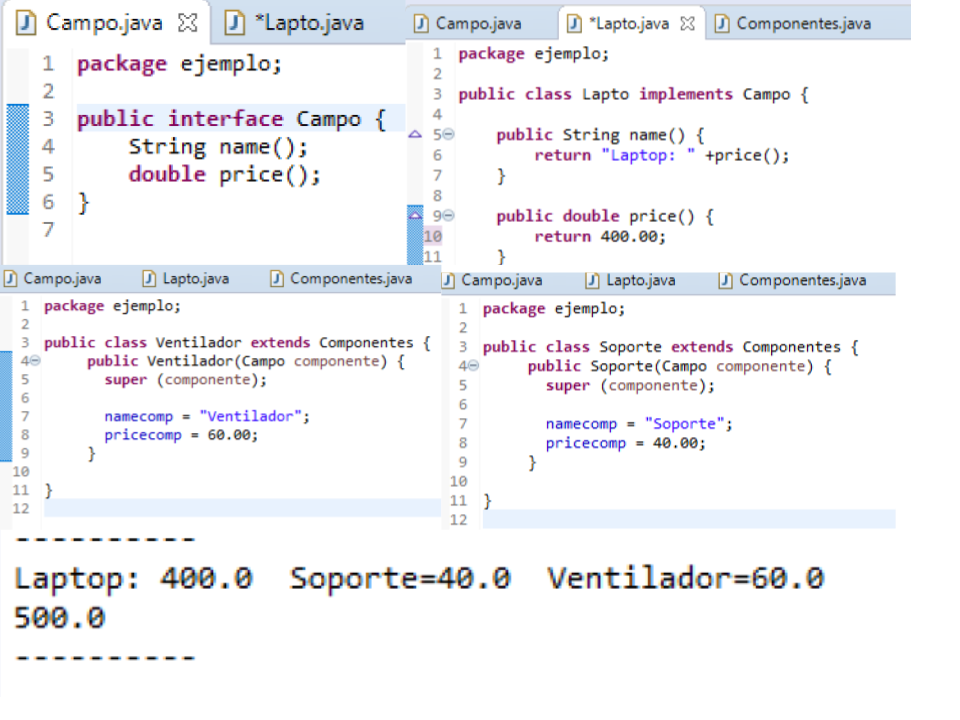 Campo.java *Lapto.java
1 package ejemplo;
2
3 public interface Campo {
4 String name();
5 double price();
6 }
7
Campo.java *Lapto.java Componentes.java
1 package ejemplo;
2
3 public class Lapto implements Campo {
4
5 public String name() {
6 return "Laptop: " +price();
7 }
8
9 public double price() {
10 return 400.00;
11 }
Campo.java Lapto.java Componentes.java
1 package ejemplo;
2
3 public class Ventilador extends Componentes {
4 public Ventilador(Campo componente) {
5 super (componente);
6
7 namecomp = "Ventilador";
8 pricecomp = 60.00;
9 }
10
11 }
12
Campo.java Lapto.java Componentes.java
1 package ejemplo;
2
3 public class Soporte extends Componentes {
4 public Soporte(Campo componente) {
5 super (componente);
6
7 namecomp = "Soporte";
8 pricecomp = 40.00;
9 }
10
11 }
12
----------
Laptop: 400.0 Soporte=40.0 Ventilador=60.0
500.0
----------